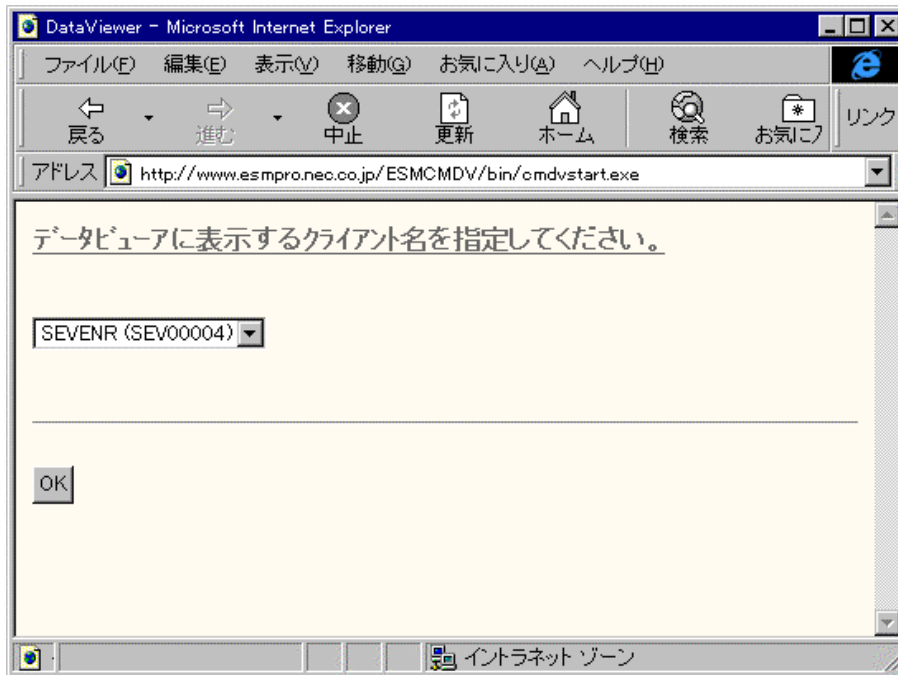 DataViewer - Microsoft Internet Explorer
ファイル(F) 編集(E) 表示(V) 移動(G) お気に入り(A) ヘルプ(H)
戻る 進む 中止 更新 ホーム 検索 お気に入 リンク
アドレス http://www.esmpro.nec.co.jp/ESMCMDV/bin/cmdvstart.exe
データビューアに表示するクライアント名を指定してください。
SEVENR (SEV00004)
OK
イントラネット ゾーン